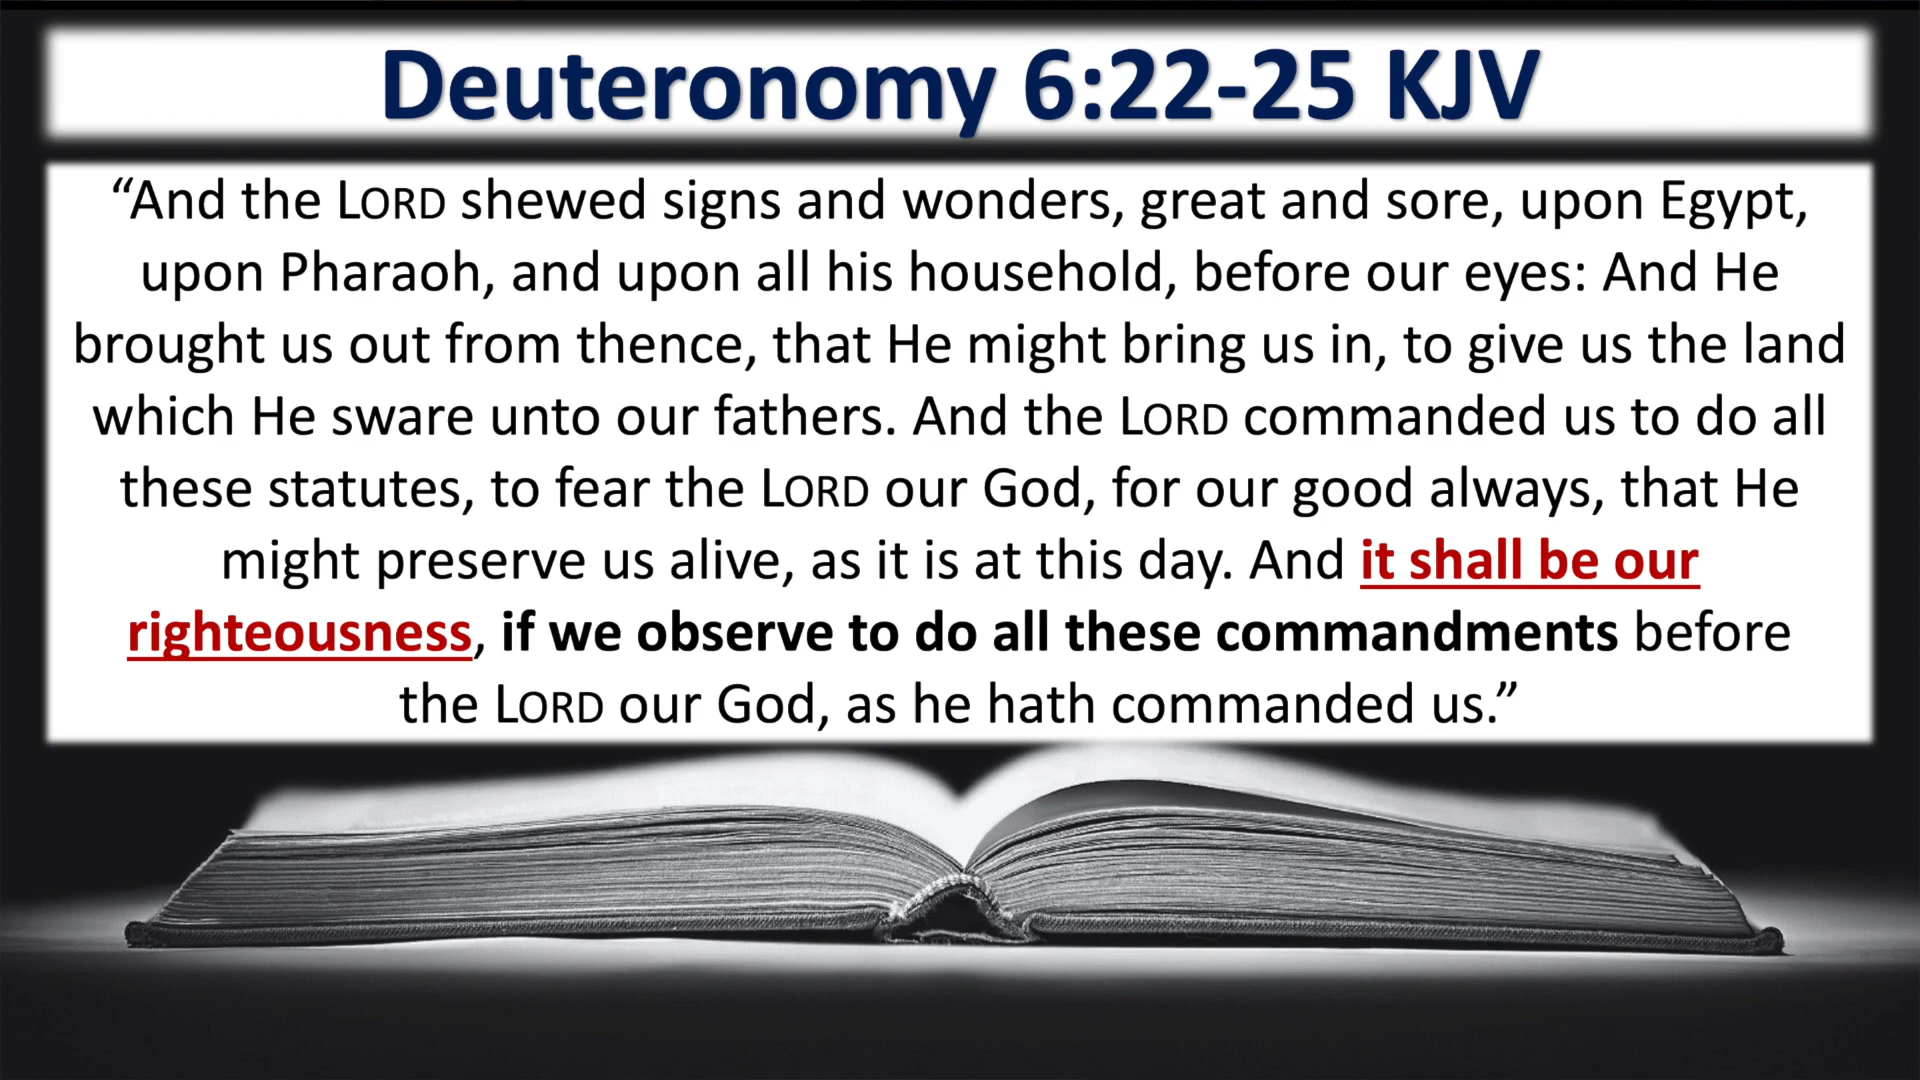 Deuteronomy 6:22-25 KJV
“And the LORD shewed signs and wonders, great and sore, upon Egypt,
upon Pharaoh, and upon all his household, before our eyes: And He
brought us out from thence, that He might bring us in, to give us the land
which He sware unto our fathers. And the LORD commanded us to do all
these statutes, to fear the LORD our God, for our good always, that He
might preserve us alive, as it is at this day. And it shall be our
righteousness, if we observe to do all these commandments before
the LORD our God, as he hath commanded us.”